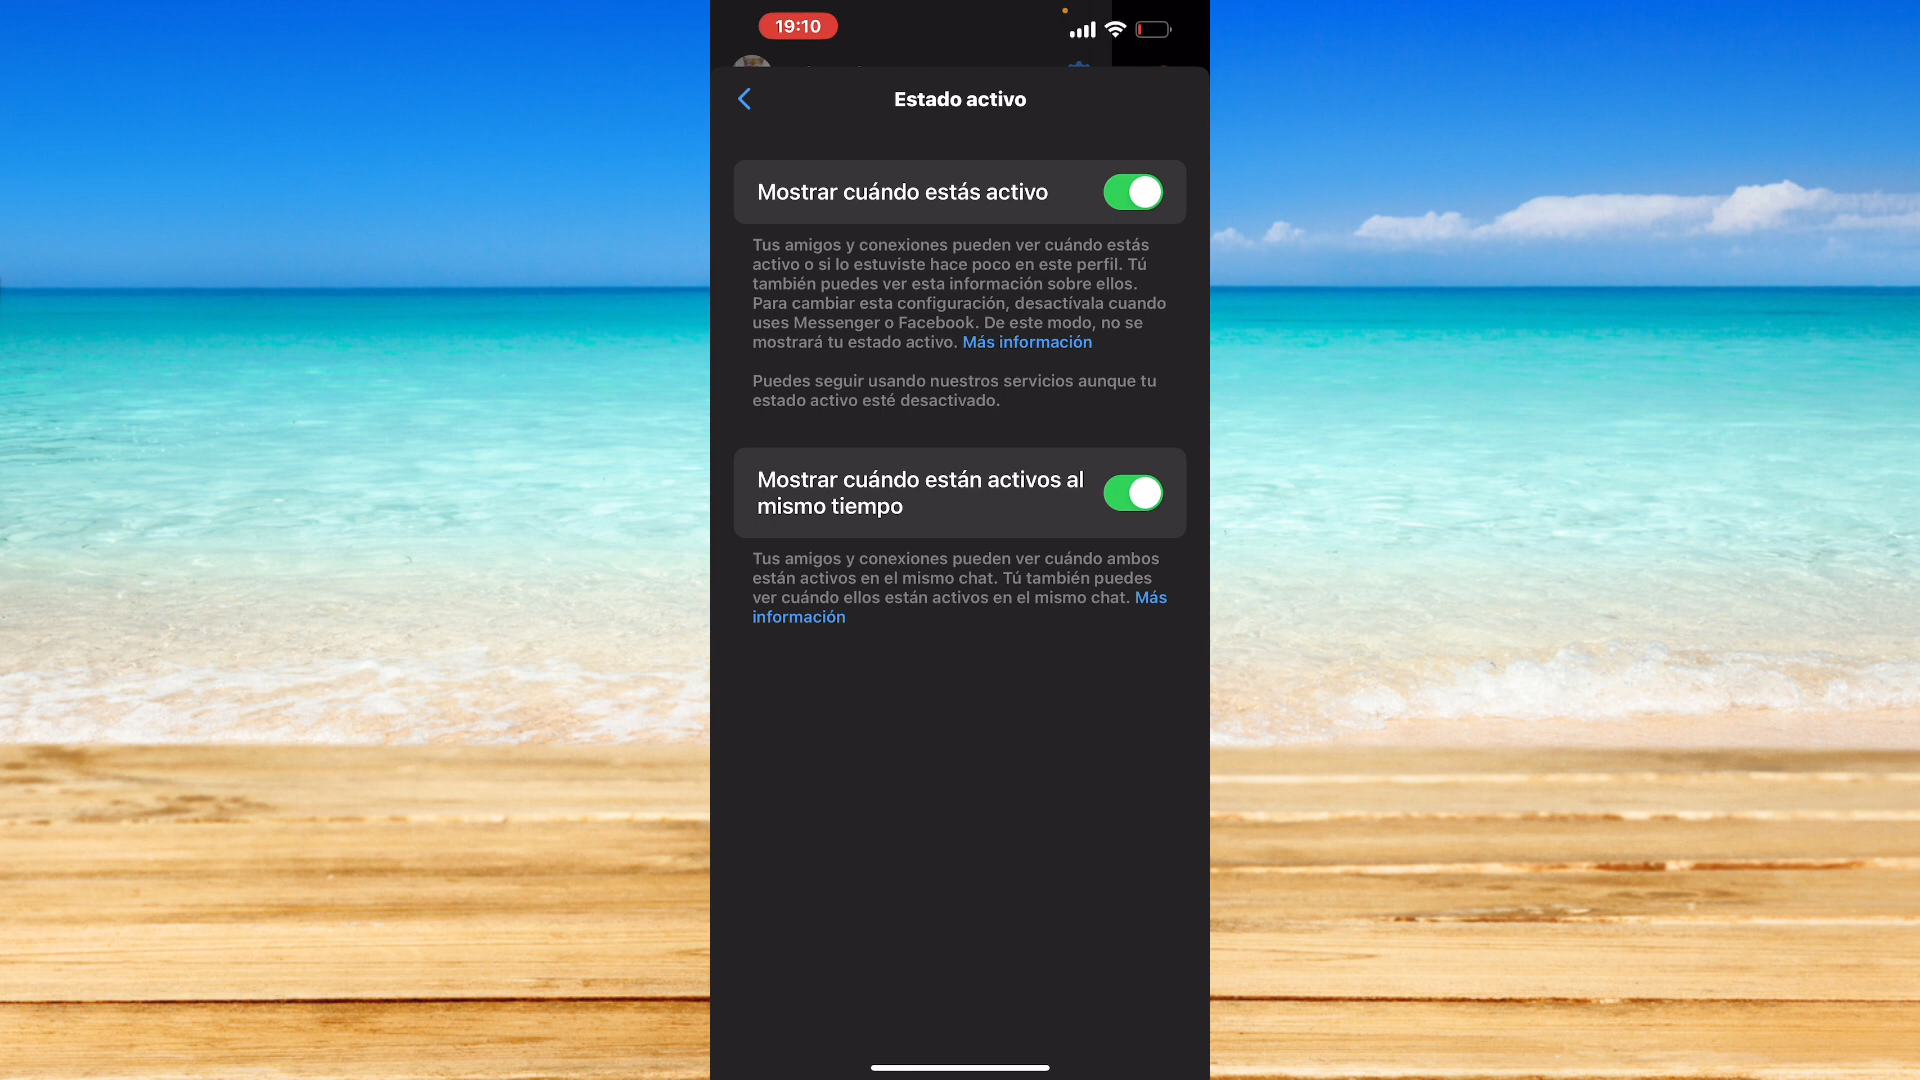 19:10
Estado activo
Mostrar cuándo estás activo
Tus amigos y conexiones pueden ver cuándo estás
activo o si lo estuviste hace poco en este perfil. Tú
también puedes ver esta información sobre ellos.
Para cambiar esta configuración, desactívala cuando
uses Messenger o Facebook. De este modo, no se
mostrará tu estado activo. Más información
Puedes seguir usando nuestros servicios aunque tu
estado activo esté desactivado.
Mostrar cuándo están activos al
mismo tiempo
Tus amigos y conexiones pueden ver cuándo ambos
están activos en el mismo chat. Tú también puedes
ver cuándo ellos están activos en el mismo chat. Más
información